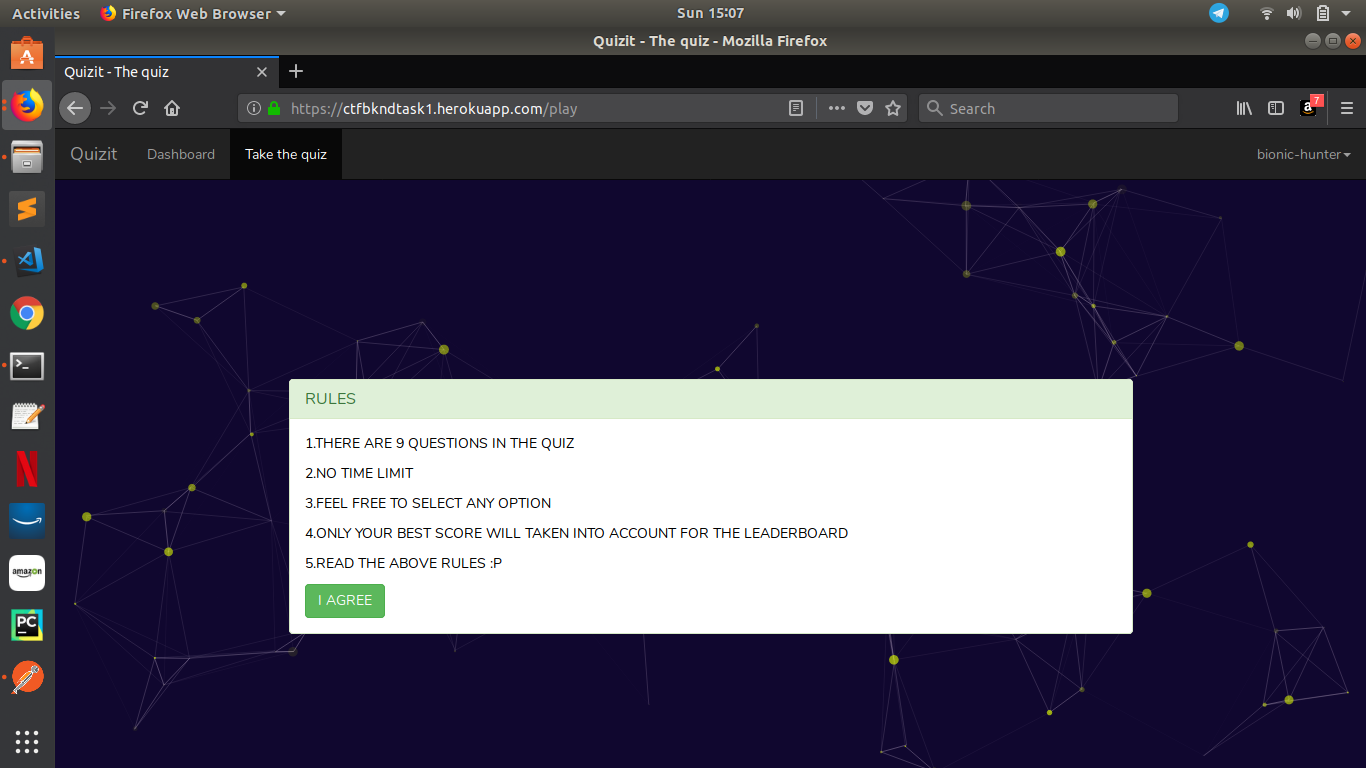 Activities Firefox Web Browser Sun 15:07
Quizit - The quiz - Mozilla Firefox
Quizit - The quiz
https://ctfbkndtask1.herokuapp.com/play Search 7
Quizit Dashboard Take the quiz bionic-hunter
RULES
1.THERE ARE 9 QUESTIONS IN THE QUIZ
2.NO TIME LIMIT
3.FEEL FREE TO SELECT ANY OPTION
4.ONLY YOUR BEST SCORE WILL TAKEN INTO ACCOUNT FOR THE LEADERBOARD
5.READ THE ABOVE RULES :P
I AGREE
amazon
PC